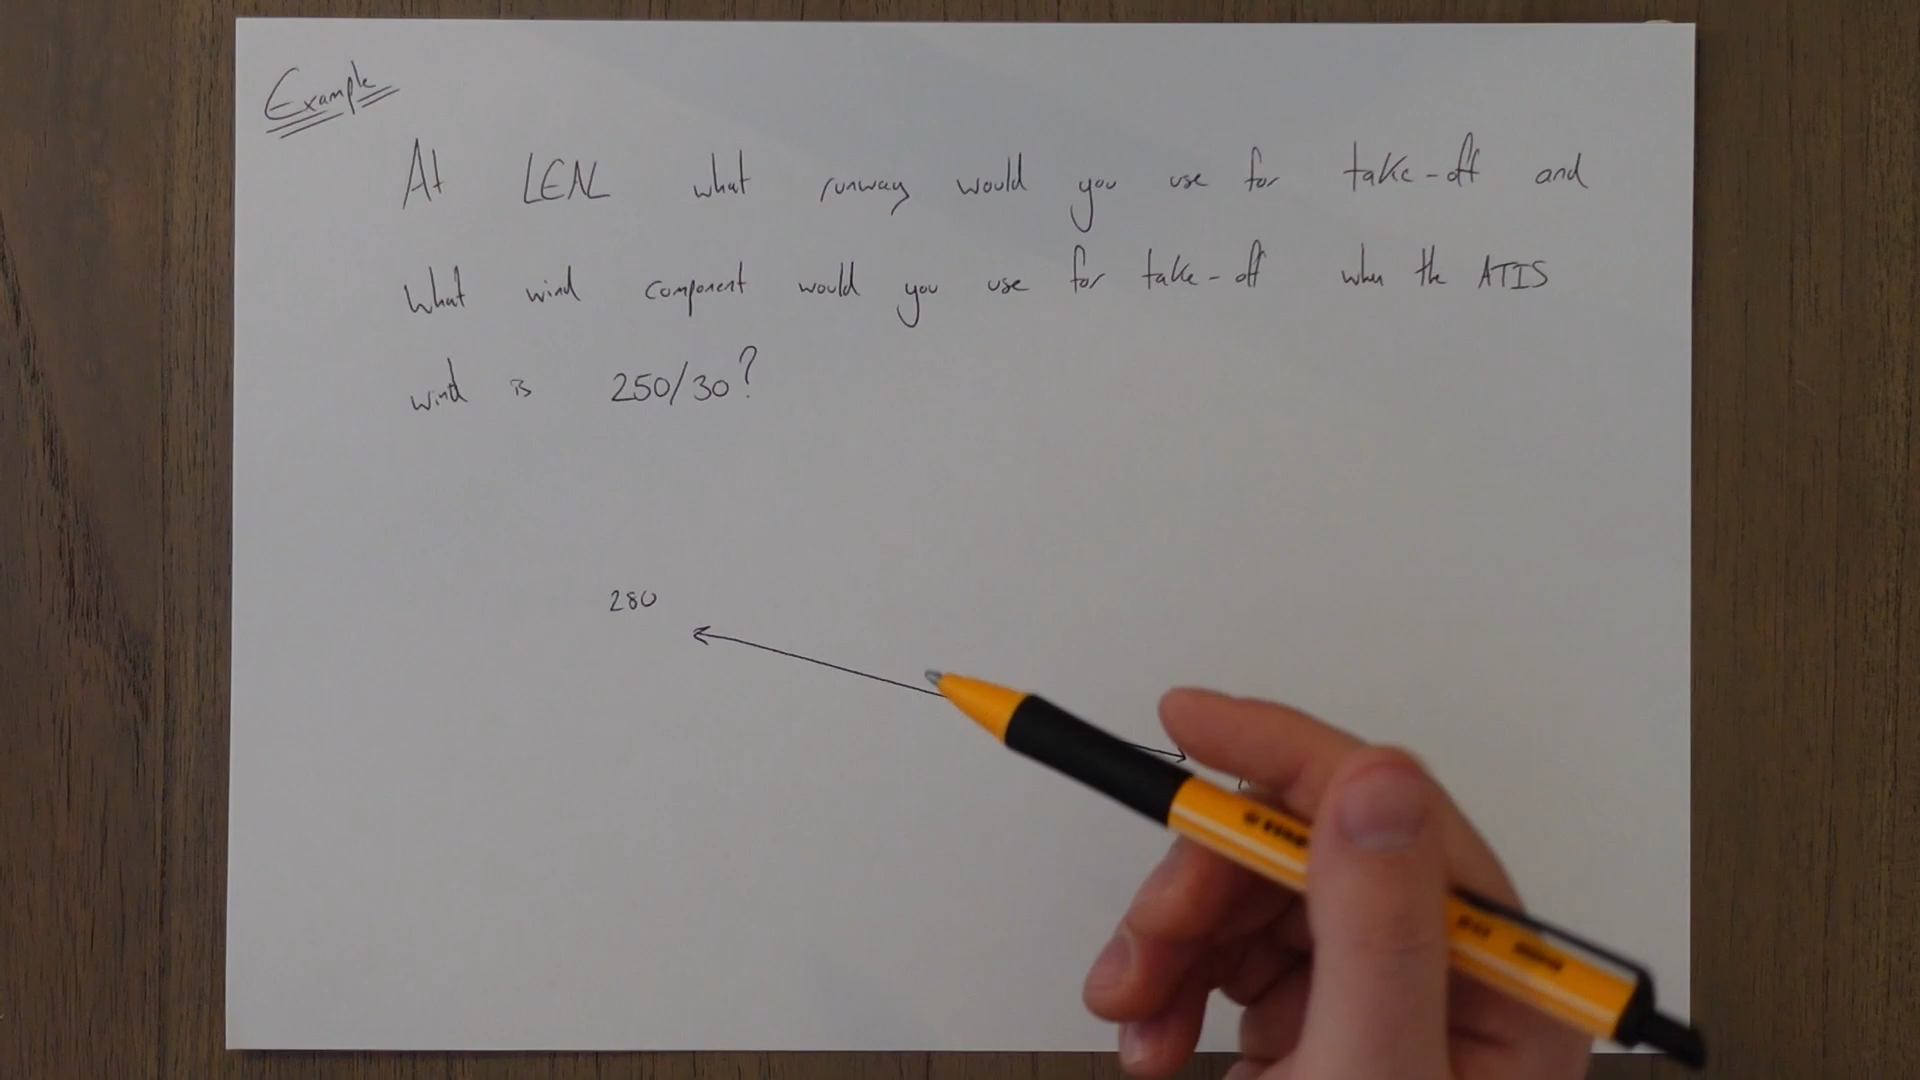 Example
At LENL what runway would you use for take-off and
what wind component would you use for take-off when the ATIS
wind is 250/30?
280